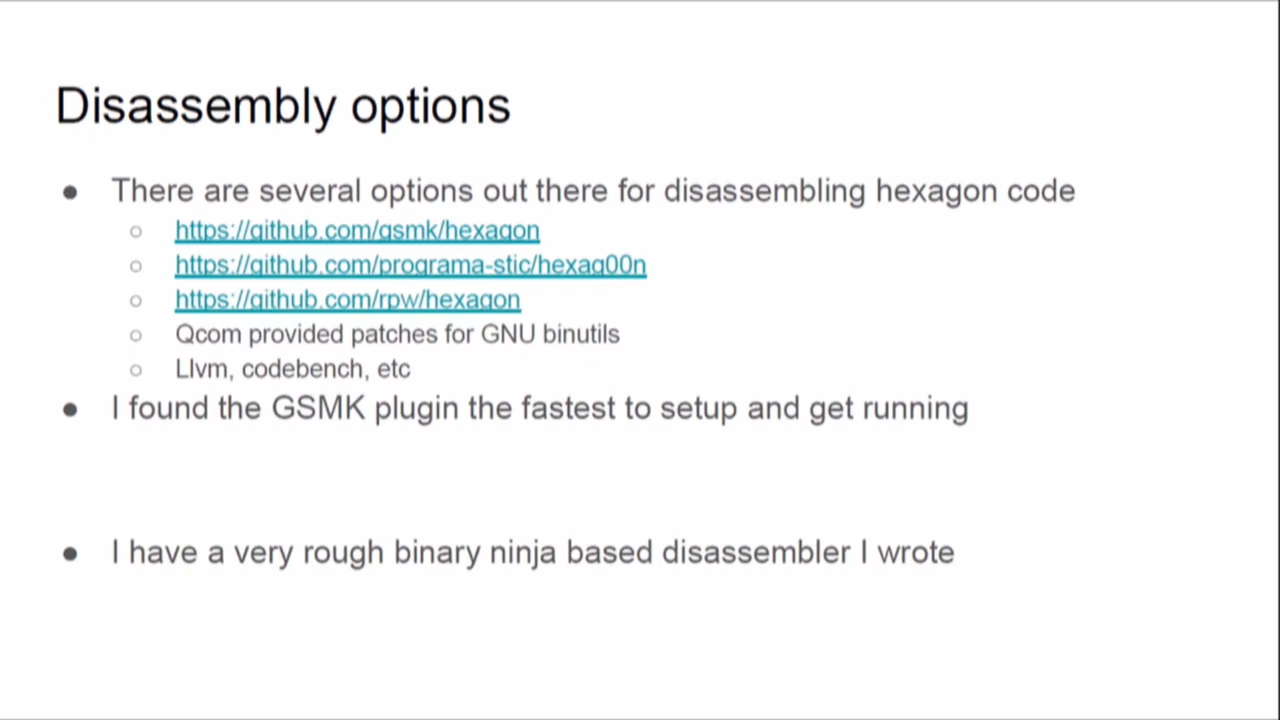 Disassembly options
● There are several options out there for disassembling hexagon code
○ https://github.com/gsmk/hexagon
○ https://github.com/programa-stic/hexag00n
○ https://github.com/rpw/hexagon
○ Qcom provided patches for GNU binutils
○ Llvm, codebench, etc
● I found the GSMK plugin the fastest to setup and get running
● I have a very rough binary ninja based disassembler I wrote